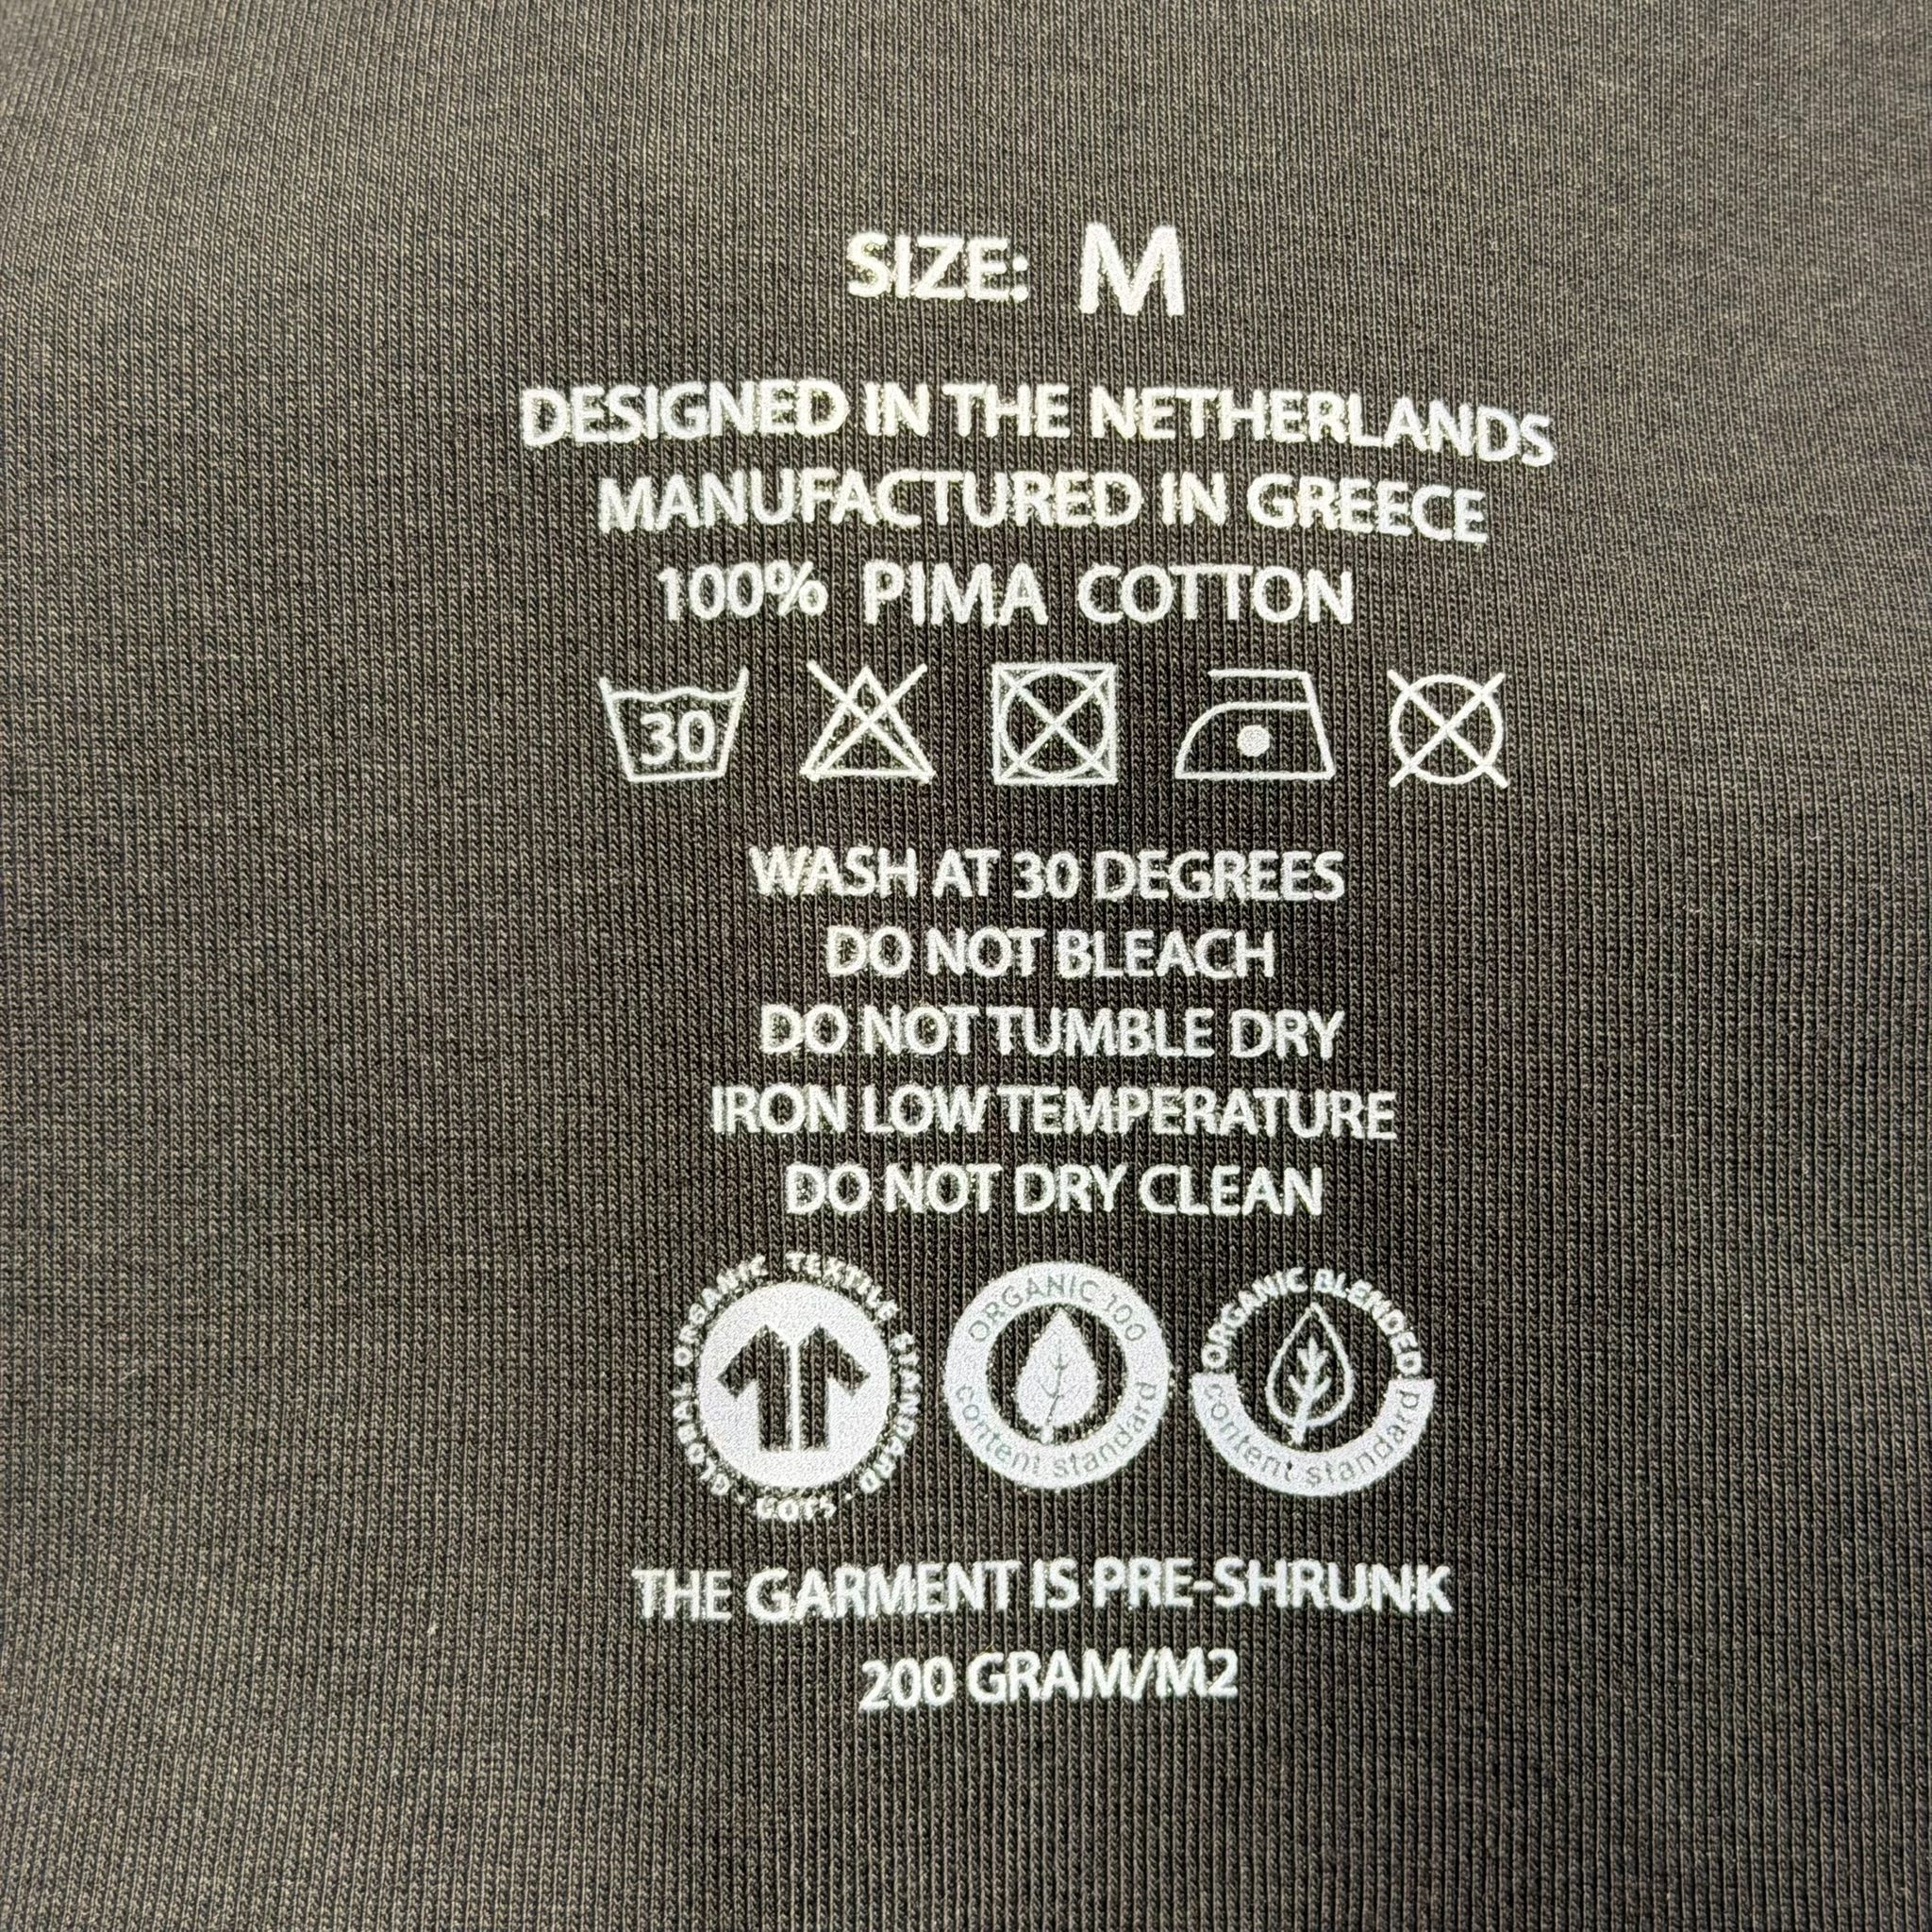 SIZE: M
DESIGNED IN THE NETHERLANDS
MANUFACTURED IN GREECE
100% PIMA COTTON
30
WASH AT 30 DEGREES
DO NOT BLEACH
DO NOT TUMBLE DRY
IRON LOW TEMPERATURE
DO NOT DRY CLEAN
GLOBAL ORGANIC TEXTILE STANDARD · GOTS ·
ORGANIC 100 content standard
ORGANIC BLENDED content standard
THE GARMENT IS PRE-SHRUNK
200 GRAM/M2